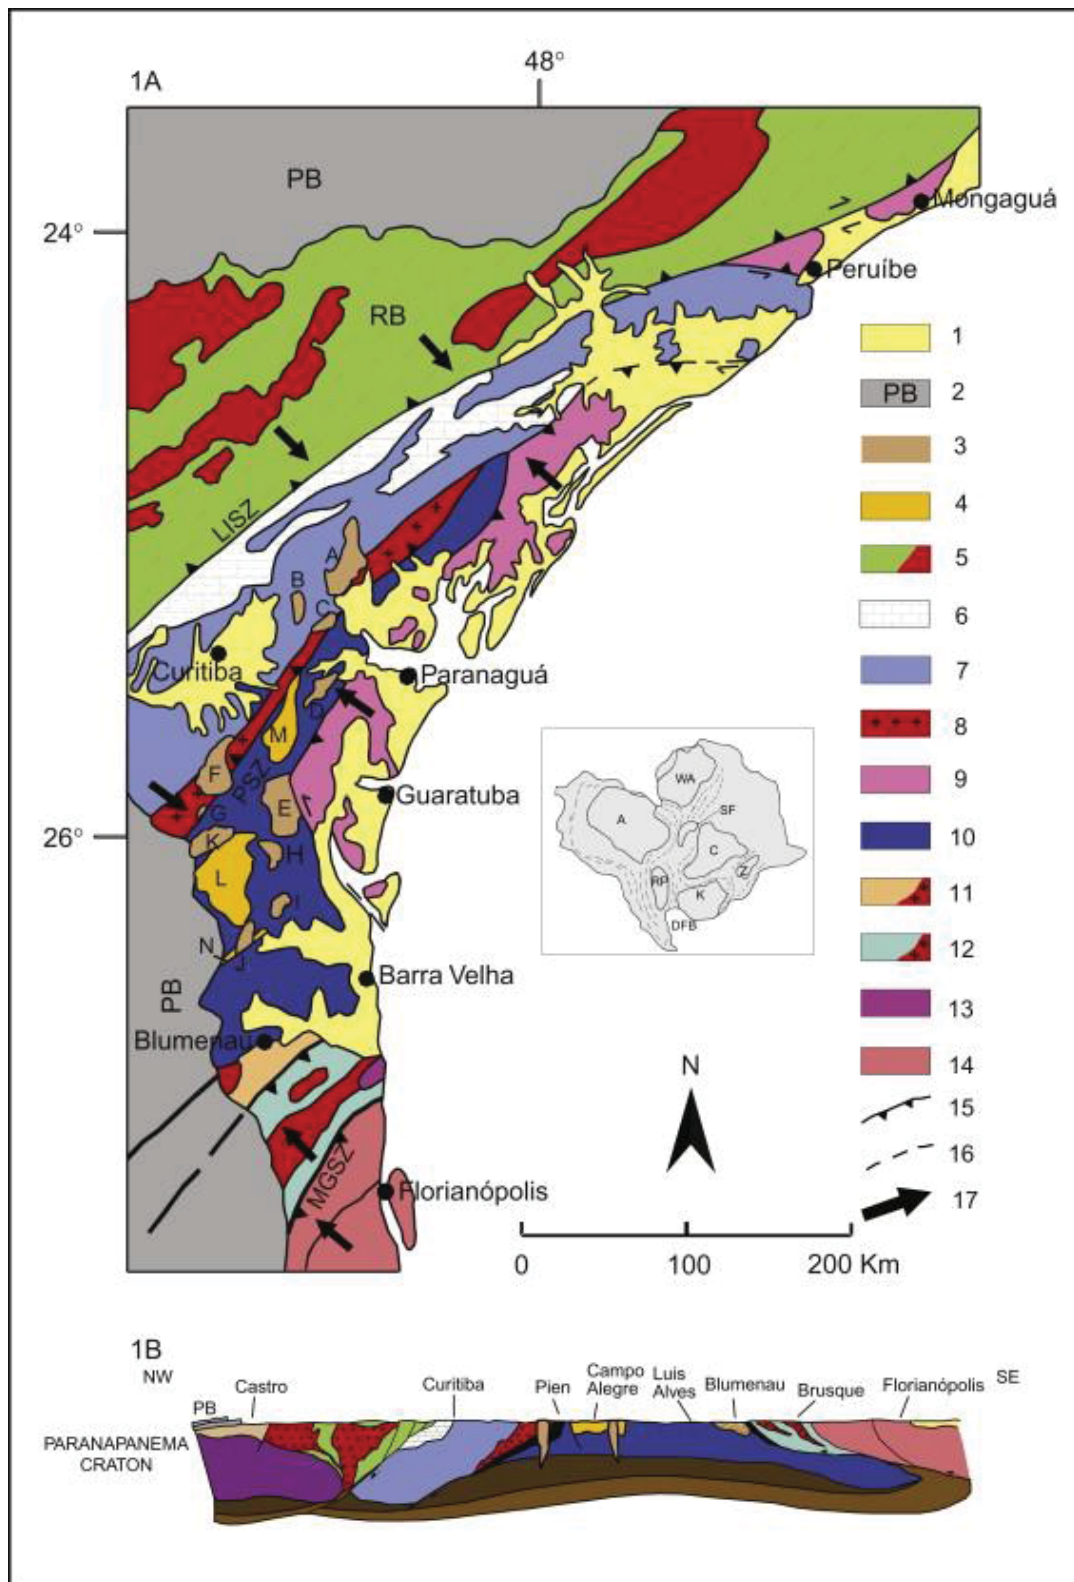 1A
48°
PB
24°
Mongaguá
Peruíbe
RB
LISZ
A
B
C
Curitiba
Paranaguá
D
M
F
PSZ
E
Guaratuba
G
26°
K
H
L
I
N
J
Barra Velha
PB
Blumenau
MGSZ
Florianópolis
1
PB 2
3
4
5
6
7
8
9
10
11
12
13
14
15
16
17
WA
A
SF
C
Z
RP
K
DFB
N
0 100 200 Km
1B
NW
SE
PB
Castro
Curitiba
Pien
Campo
Alegre
Luis
Alves
Blumenau
Brusque
Florianópolis
PARANAPANEMA
CRATON